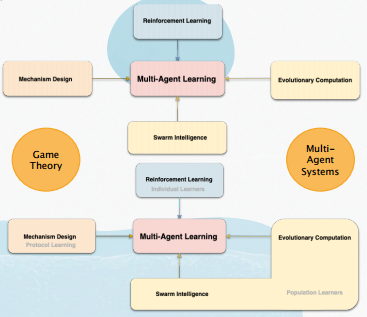 Reinforcement Learning
Mechanism Design
Multi-Agent Learning
Evolutionary Computation
Swarm Intelligence
Game
Theory
Multi-
Agent
Systems
Reinforcement Learning
Individual Learners
Mechanism Design
Protocol Learning
Multi-Agent Learning
Evolutionary Computation
Swarm Intelligence
Population Learners